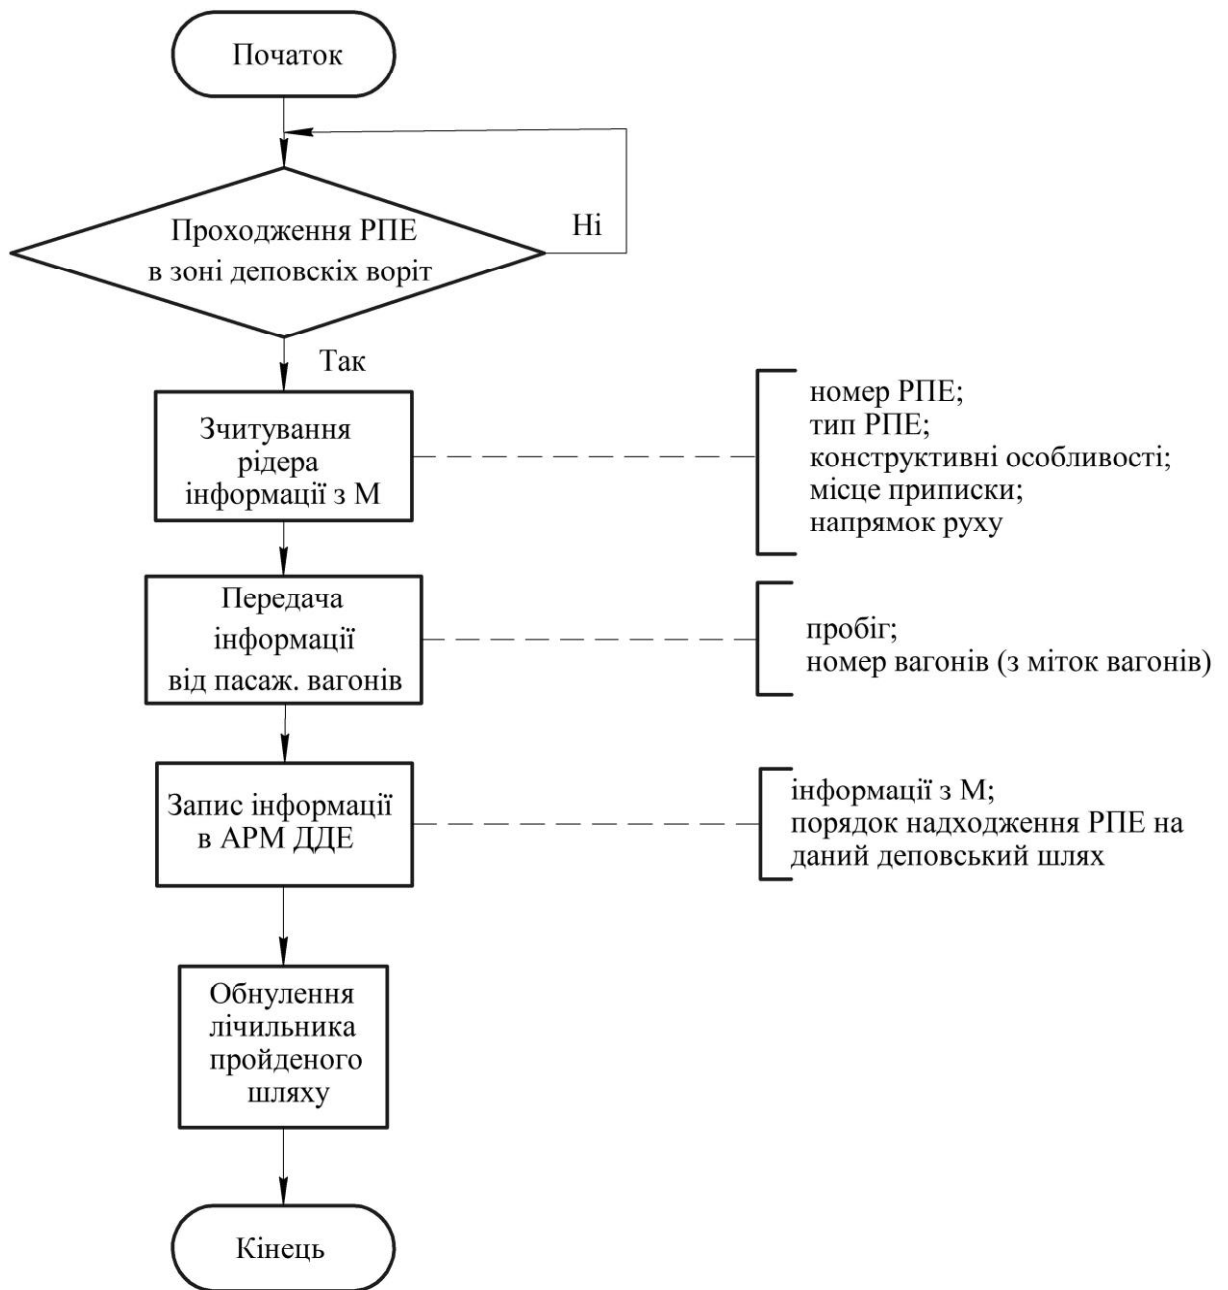 Початок
Проходження РПЕ
в зоні деповскіх воріт
Ні
Так
Зчитування
рідера
інформації з М
номер РПЕ;
тип РПЕ;
конструктивні особливості;
місце приписки;
напрямок руху
Передача
інформації
від пасаж. вагонів
пробіг;
номер вагонів (з міток вагонів)
Запис інформації
в АРМ ДДЕ
інформації з М;
порядок надходження РПЕ на
даний деповський шлях
Обнулення
лічильника
пройденого
шляху
Кінець